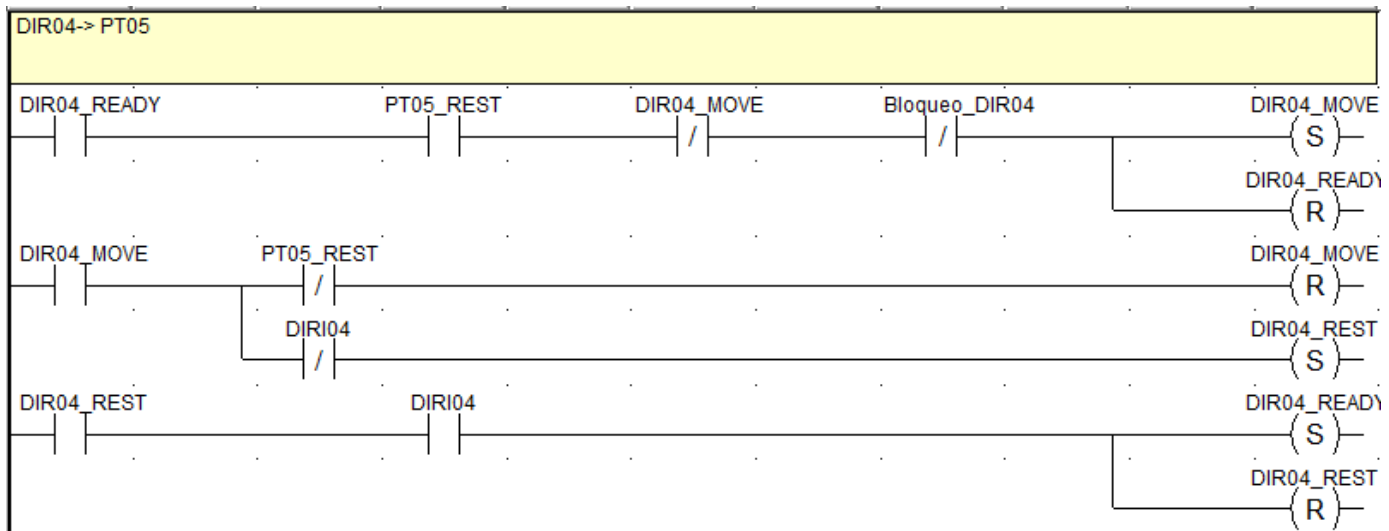 DIR04-> PT05
DIR04_READY PT05_REST DIR04_MOVE Bloqueo_DIR04 DIR04_MOVE
/ / S
DIR04_READY
R
DIR04_MOVE PT05_REST DIR04_MOVE
/ R
DIRI04 DIR04_REST
/ S
DIR04_REST DIRI04 DIR04_READY
S
DIR04_REST
R